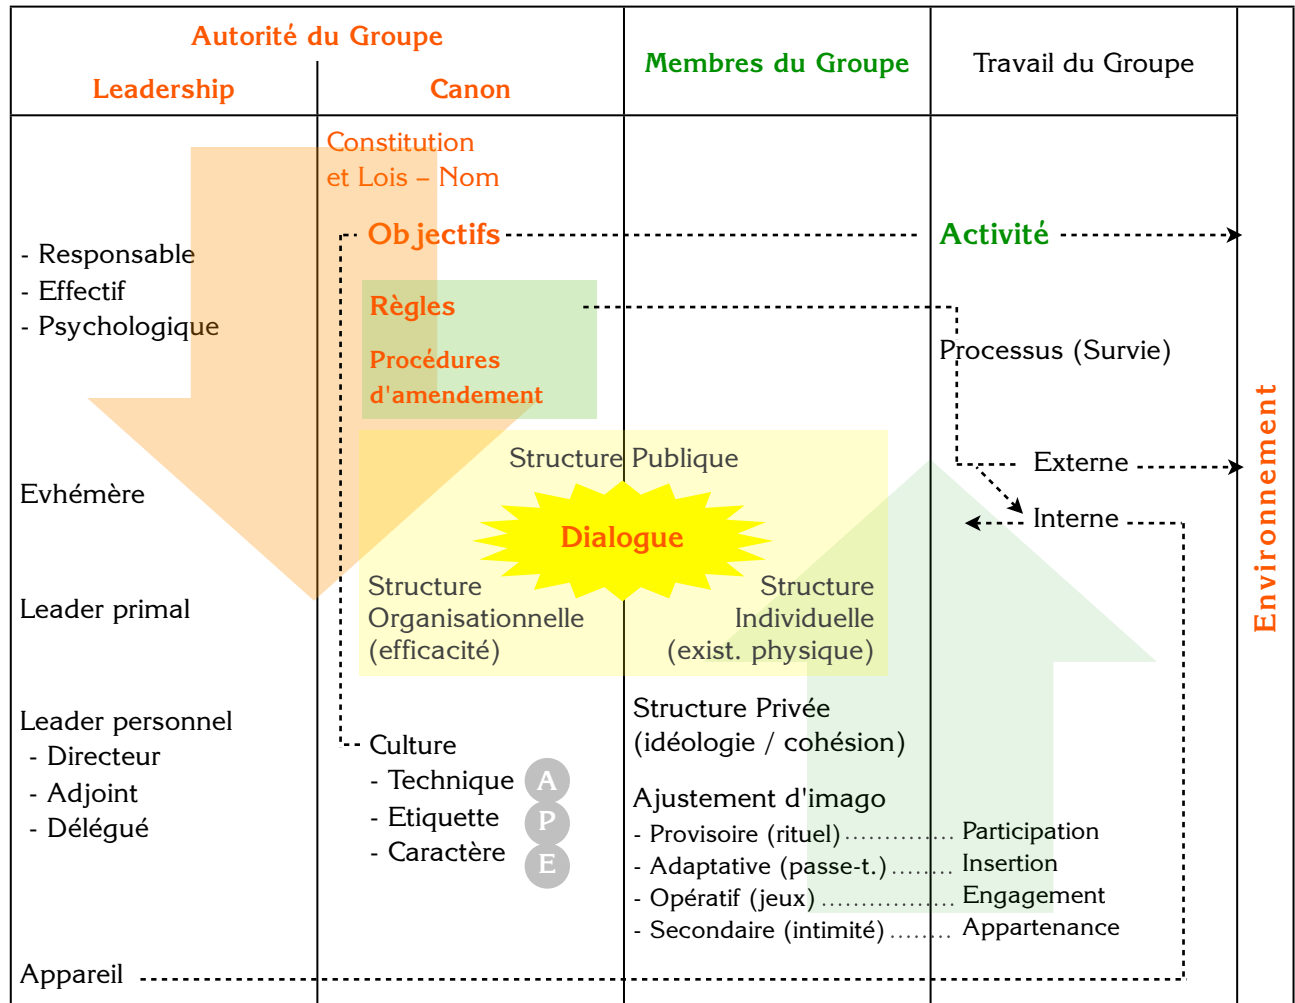 Autorité du Groupe
Leadership
Canon
Membres du Groupe
Travail du Groupe
Environnement
Constitution
et Lois – Nom
Objectifs
Activité
- Responsable
- Effectif
- Psychologique
Règles
Procédures
d'amendement
Processus (Survie)
Structure Publique
Externe
Evhémère
Interne
Dialogue
Structure
Organisationnelle
(efficacité)
Structure
Individuelle
(exist. physique)
Leader primal
Leader personnel
- Directeur
- Adjoint
- Délégué
Culture
- Technique A
- Etiquette P
- Caractère E
Structure Privée
(idéologie / cohésion)
Ajustement d'imago
- Provisoire (rituel) .............. Participation
- Adaptative (passe-t.) ........ Insertion
- Opératif (jeux) ................. Engagement
- Secondaire (intimité) ........ Appartenance
Appareil